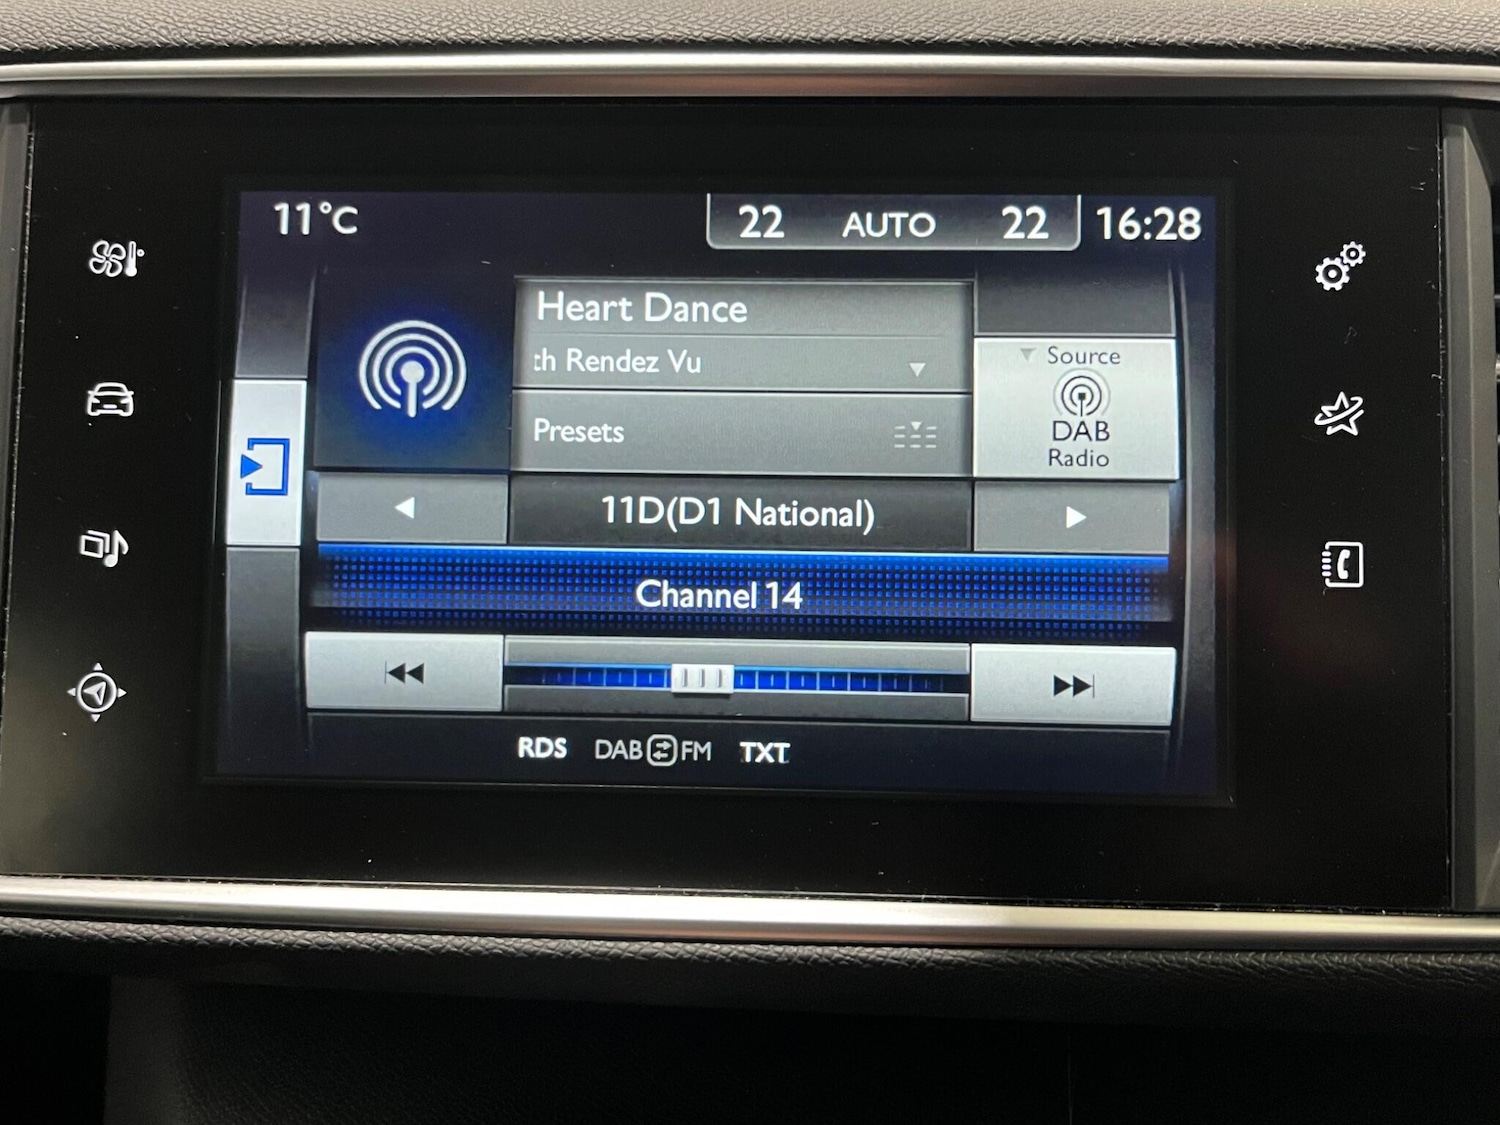 11°C
22 AUTO 22
16:28
Heart Dance
th Rendez Vu
Presets
Source
DAB
Radio
11D(D1 National)
Channel 14
RDS DAB FM TXT